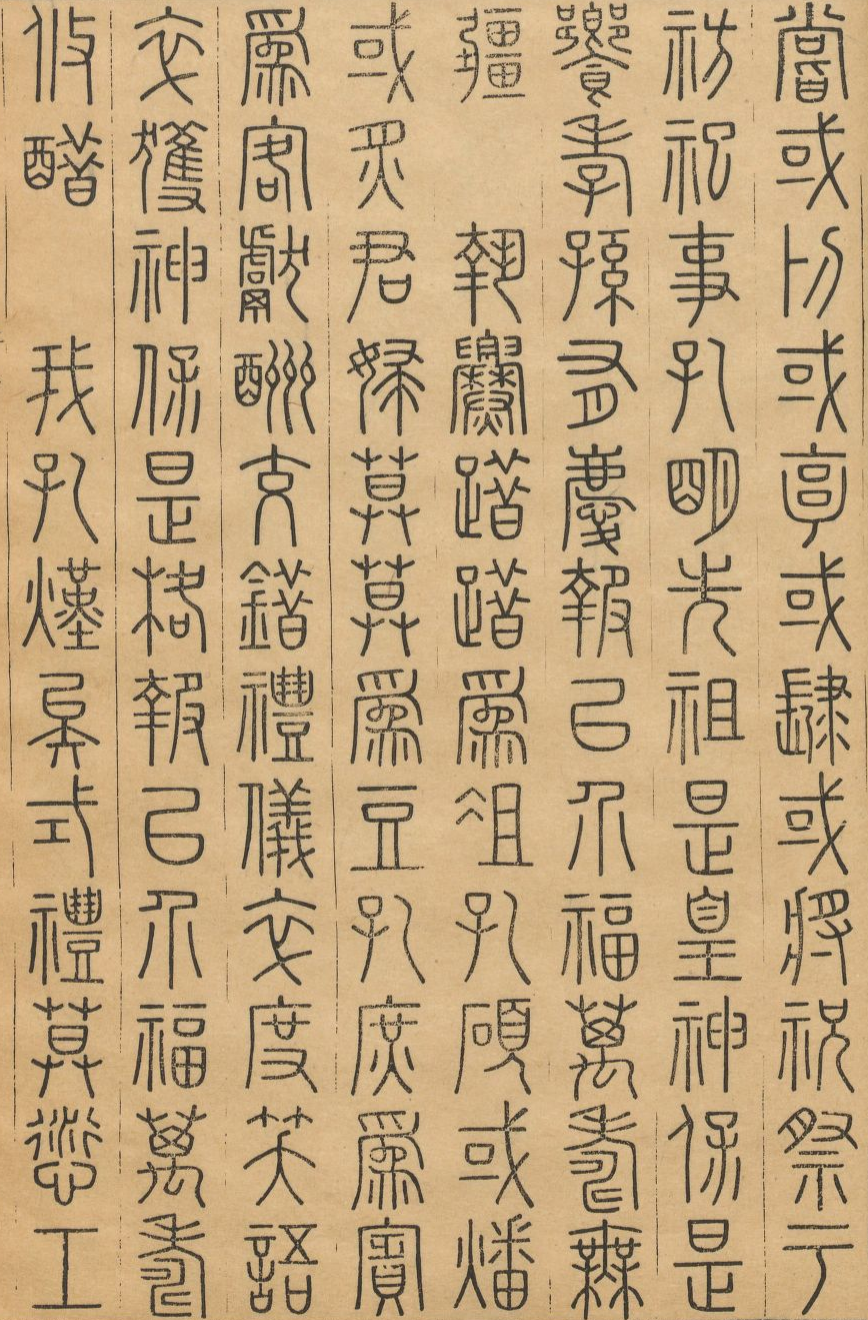 嘗或剝或亯或肆或將祝祭于
祊祀事孔明先祖是皇神保是
饗孝孫有慶報以介福萬壽無
疆 執爨踖踖爲俎孔碩或燔
或炙君婦莫莫爲豆孔庶爲賓
爲客獻酬交錯禮儀卒度笑語
卒獲神保是格報以介福萬壽
攸醋 我孔熯矣式禮莫愆工